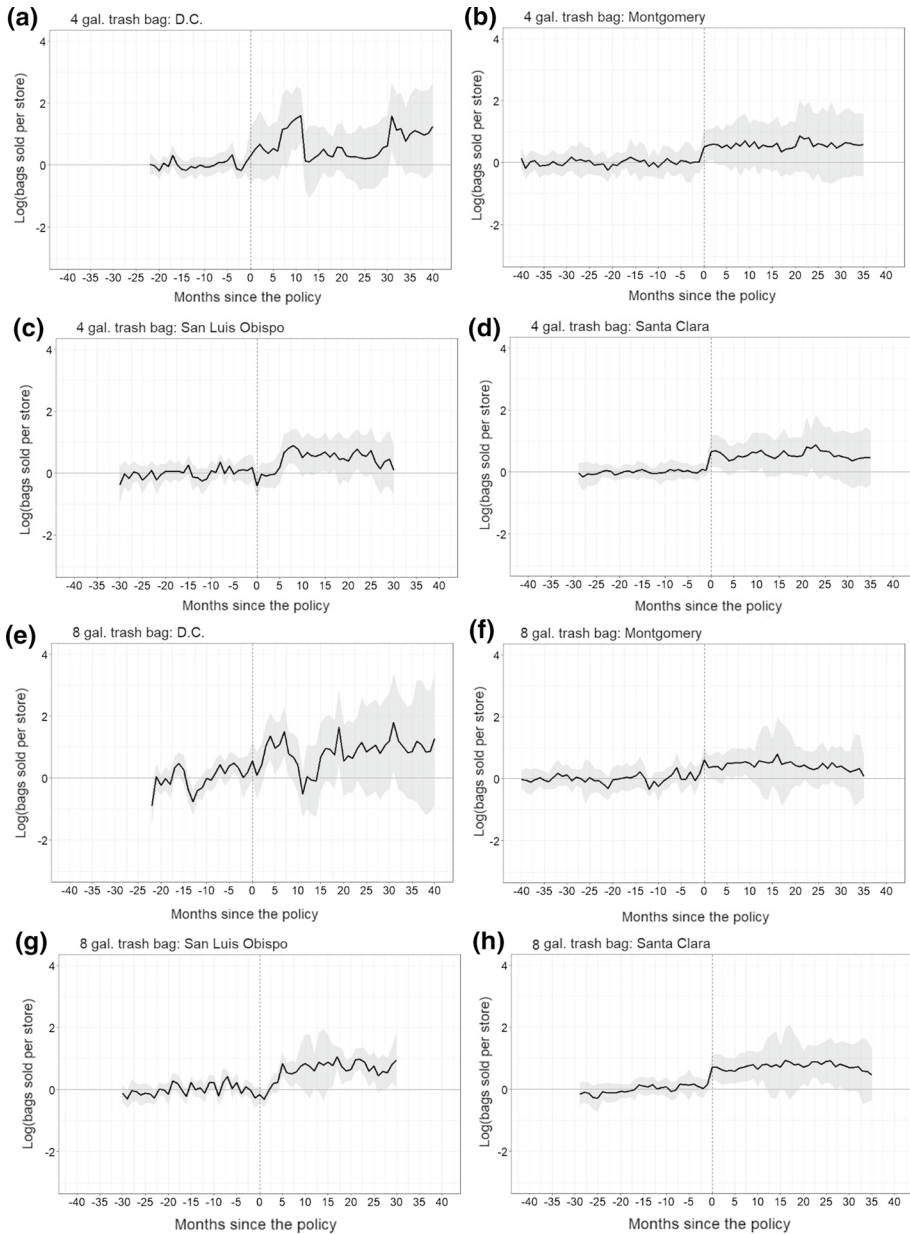 (a) 4 gal. trash bag: D.C.
Log(bags sold per store)
4
2
0
-2
-40 -35 -30 -25 -20 -15 -10 -5 0 5 10 15 20 25 30 35 40
Months since the policy
(b) 4 gal. trash bag: Montgomery
Log(bags sold per store)
4
2
0
-2
-40 -35 -30 -25 -20 -15 -10 -5 0 5 10 15 20 25 30 35 40
Months since the policy
(c) 4 gal. trash bag: San Luis Obispo
Log(bags sold per store)
4
2
0
-2
-40 -35 -30 -25 -20 -15 -10 -5 0 5 10 15 20 25 30 35 40
Months since the policy
(d) 4 gal. trash bag: Santa Clara
Log(bags sold per store)
4
2
0
-2
-40 -35 -30 -25 -20 -15 -10 -5 0 5 10 15 20 25 30 35 40
Months since the policy
(e) 8 gal. trash bag: D.C.
Log(bags sold per store)
4
2
0
-2
-40 -35 -30 -25 -20 -15 -10 -5 0 5 10 15 20 25 30 35 40
Months since the policy
(f) 8 gal. trash bag: Montgomery
Log(bags sold per store)
4
2
0
-2
-40 -35 -30 -25 -20 -15 -10 -5 0 5 10 15 20 25 30 35 40
Months since the policy
(g) 8 gal. trash bag: San Luis Obispo
Log(bags sold per store)
4
2
0
-2
-40 -35 -30 -25 -20 -15 -10 -5 0 5 10 15 20 25 30 35 40
Months since the policy
(h) 8 gal. trash bag: Santa Clara
Log(bags sold per store)
4
2
0
-2
-40 -35 -30 -25 -20 -15 -10 -5 0 5 10 15 20 25 30 35 40
Months since the policy